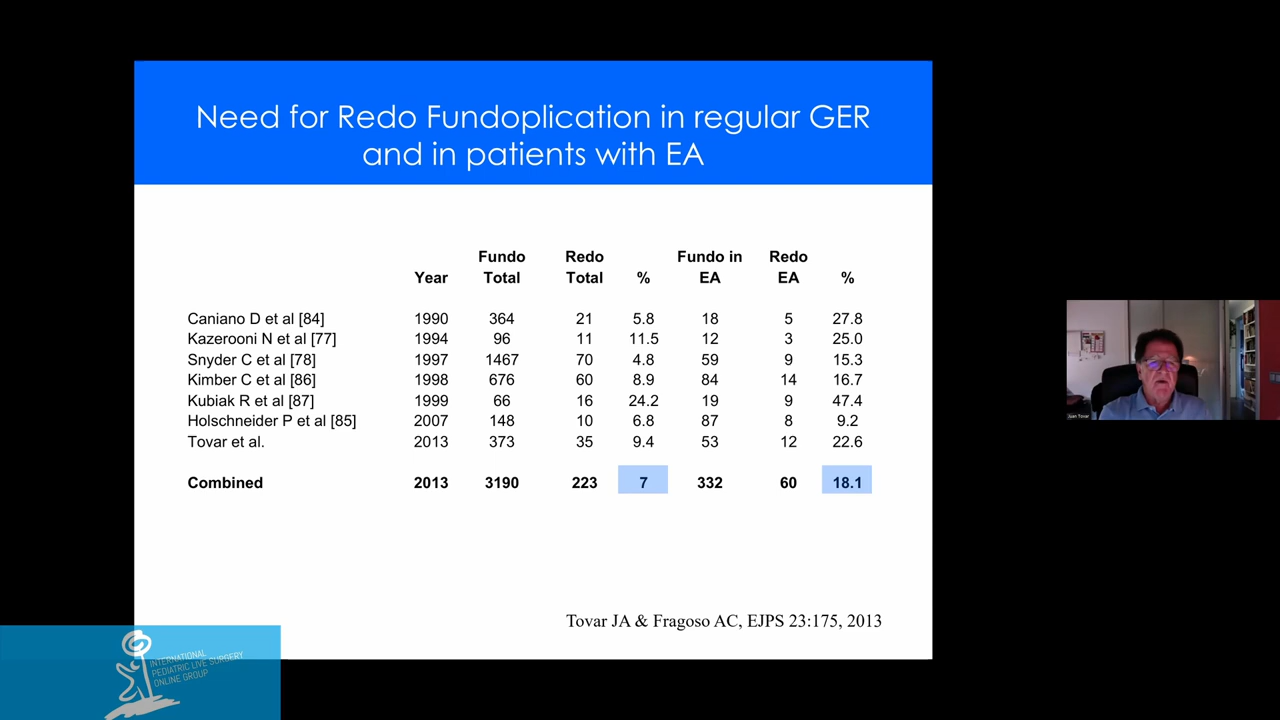 Need for Redo Fundoplication in regular GER
and in patients with EA
Fundo Redo Fundo in Redo
Year Total Total % EA EA %
Caniano D et al [84] 1990 364 21 5.8 18 5 27.8
Kazerooni N et al [77] 1994 96 11 11.5 12 3 25.0
Snyder C et al [78] 1997 1467 70 4.8 59 9 15.3
Kimber C et al [86] 1998 676 60 8.9 84 14 16.7
Kubiak R et al [87] 1999 66 16 24.2 19 9 47.4
Holschneider P et al [85] 2007 148 10 6.8 87 8 9.2
Tovar et al. 2013 373 35 9.4 53 12 22.6
Combined 2013 3190 223 7 332 60 18.1
Tovar JA & Fragoso AC, EJPS 23:175, 2013
Juan Tovar
INTERNATIONAL
PEDIATRIC LIVE SURGERY
ONLINE GROUP